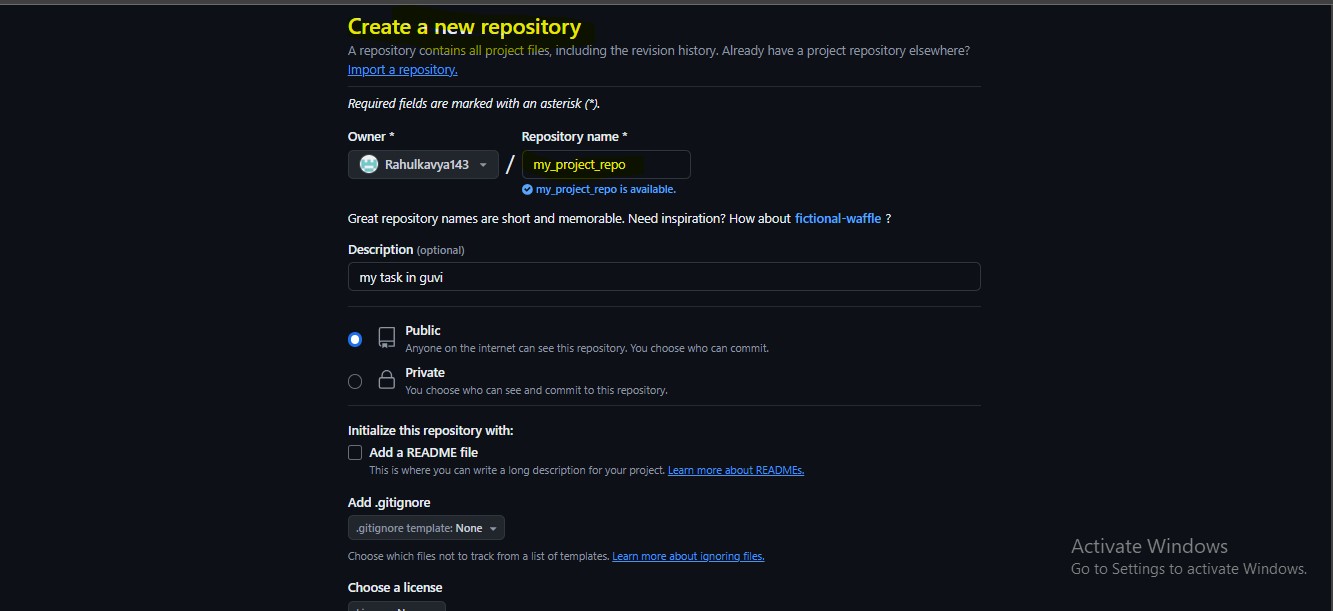 Create a new repository
A repository contains all project files, including the revision history. Already have a project repository elsewhere?
Import a repository.
Required fields are marked with an asterisk (*).
Owner * Repository name *
Rahulkavya143 / my_project_repo
my_project_repo is available.
Great repository names are short and memorable. Need inspiration? How about fictional-waffle ?
Description (optional)
my task in guvi
Public
Anyone on the internet can see this repository. You choose who can commit.
Private
You choose who can see and commit to this repository.
Initialize this repository with:
Add a README file
This is where you can write a long description for your project. Learn more about READMEs.
Add .gitignore
.gitignore template: None
Choose which files not to track from a list of templates. Learn more about ignoring files.
Choose a license
Activate Windows
Go to Settings to activate Windows.